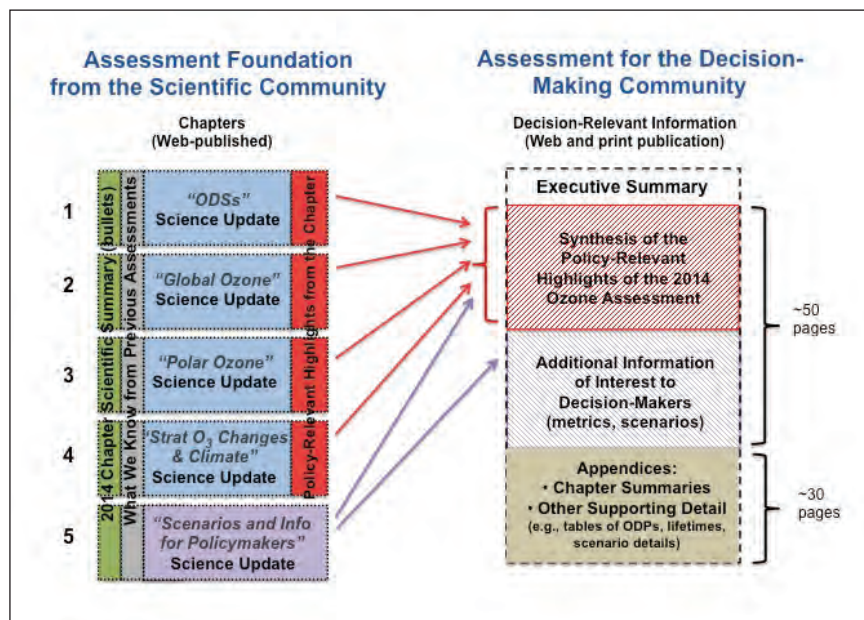 Assessment Foundation
from the Scientific Community
Chapters
(Web-published)
2014 Chapter Scientific Summary (bullets)
What We Know from Previous Assessments
1
“ODSs”
Science Update
2
“Global Ozone”
Science Update
3
“Polar Ozone”
Science Update
4
“Strat O3 Changes
& Climate”
Science Update
5
“Scenarios and Info
for Policymakers”
Science Update
Policy-Relevant Highlights from the Chapter
Assessment for the Decision-
Making Community
Decision-Relevant Information
(Web and print publication)
Executive Summary
Synthesis of the
Policy-Relevant
Highlights of the 2014
Ozone Assessment
Additional Information
of Interest to
Decision-Makers
(metrics, scenarios)
~50
pages
Appendices:
• Chapter Summaries
• Other Supporting Detail
(e.g., tables of ODPs, lifetimes,
scenario details)
~30
pages